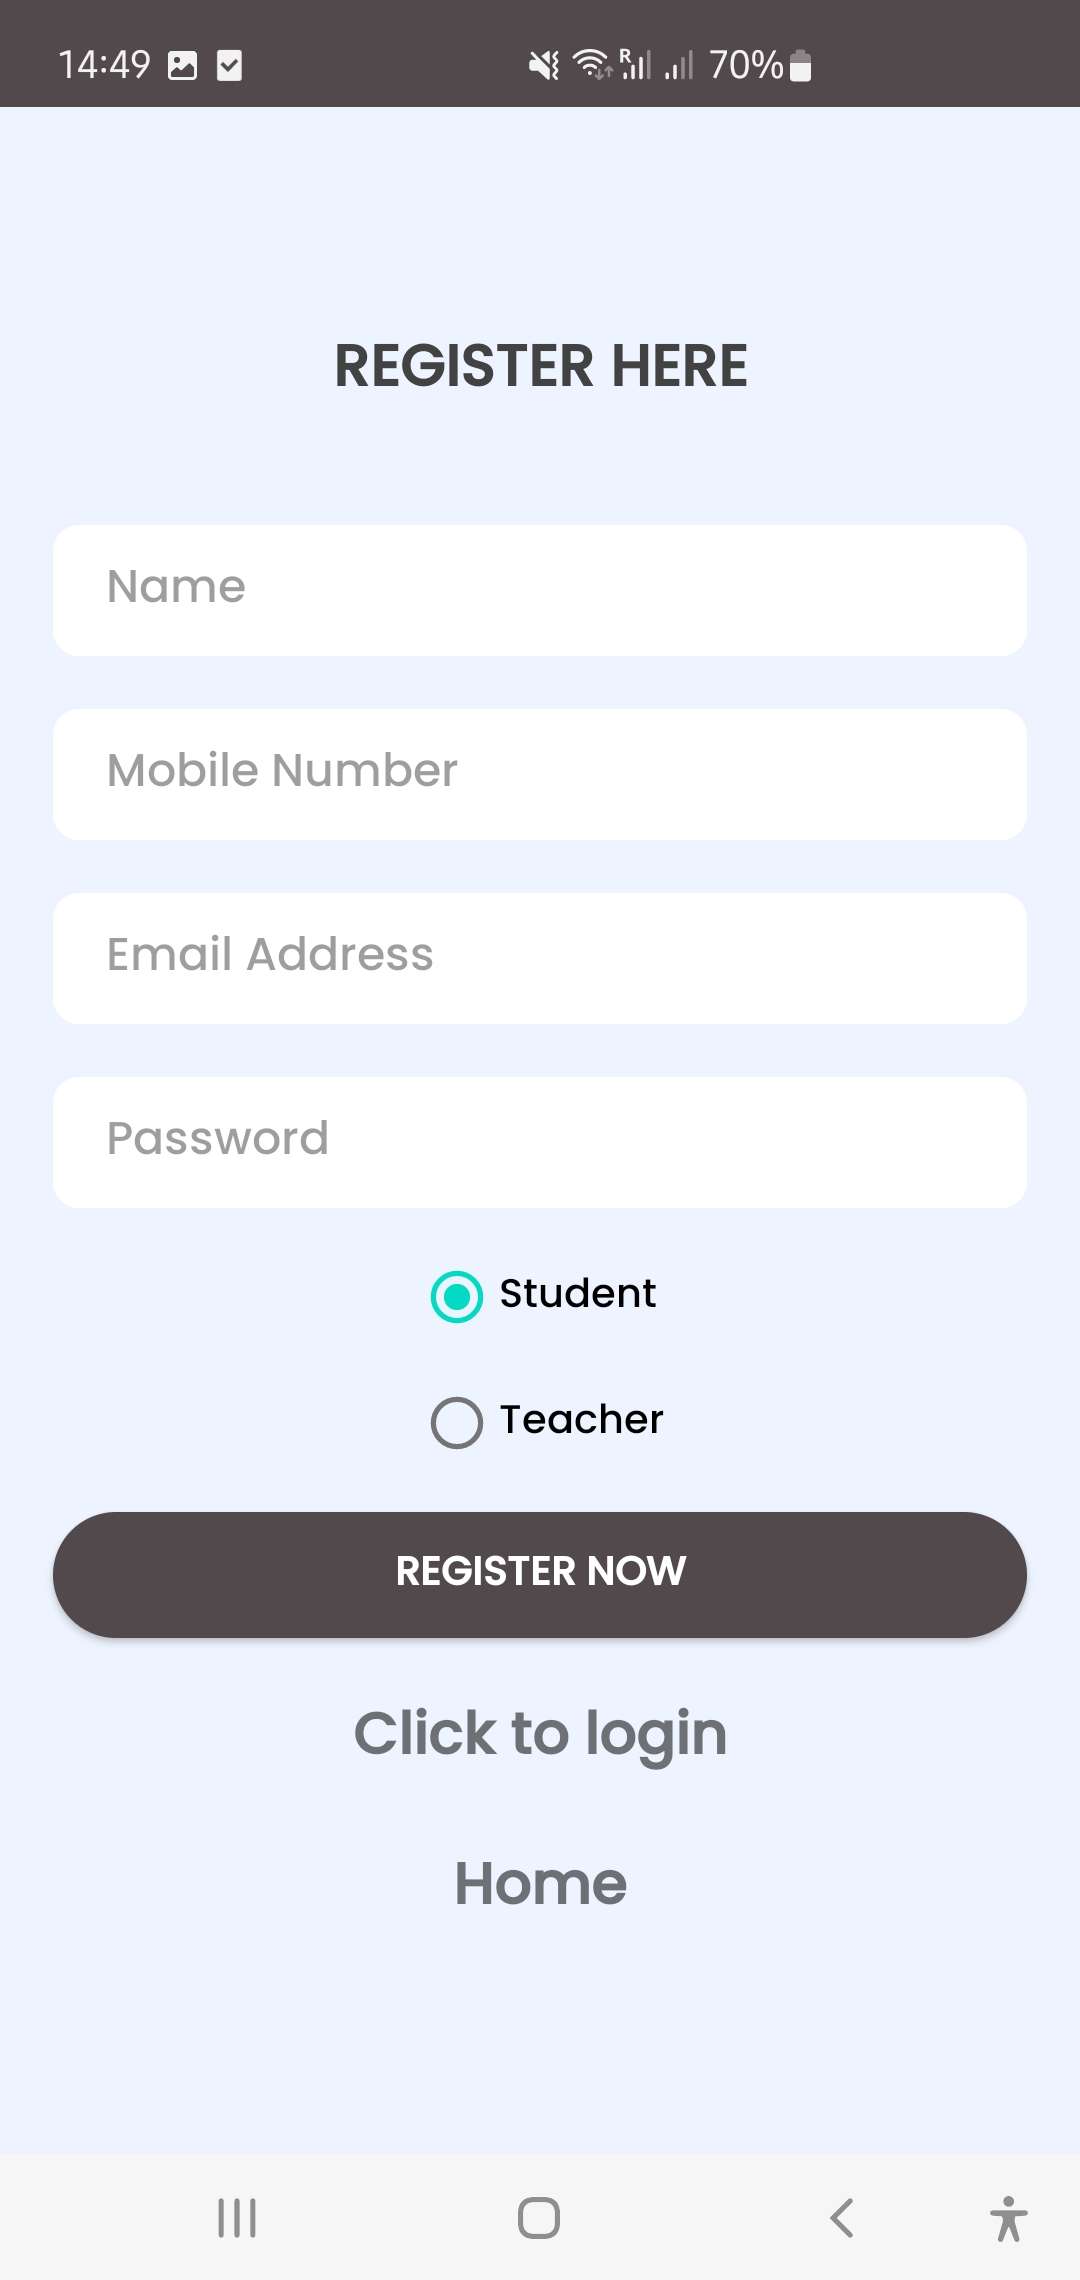 14:49 R 70%
REGISTER HERE
Name
Mobile Number
Email Address
Password
Student
Teacher
REGISTER NOW
Click to login
Home